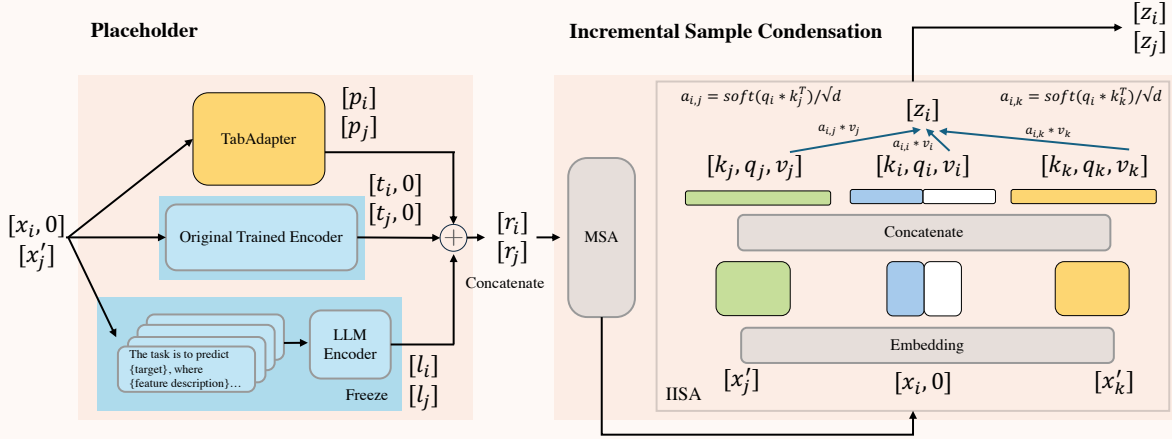 Placeholder
Incremental Sample Condensation
[z_i]
[z_j]
TabAdapter
[p_i]
[p_j]
[x_i, 0]
[x'_j]
Original Trained Encoder
[t_i, 0]
[t_j, 0]
+
Concatenate
[r_i]
[r_j]
The task is to predict
{target}, where
{feature description}…
LLM
Encoder
Freeze
[l_i]
[l_j]
MSA
a_{i,j} = soft(q_i * k_j^T)/√d
a_{i,k} = soft(q_i * k_k^T)/√d
[z_i]
a_{i,j} * v_j
a_{i,i} * v_i
a_{i,k} * v_k
[k_j, q_j, v_j]
[k_i, q_i, v_i]
[k_k, q_k, v_k]
Concatenate
Embedding
[x'_j]
[x_i, 0]
[x'_k]
IISA